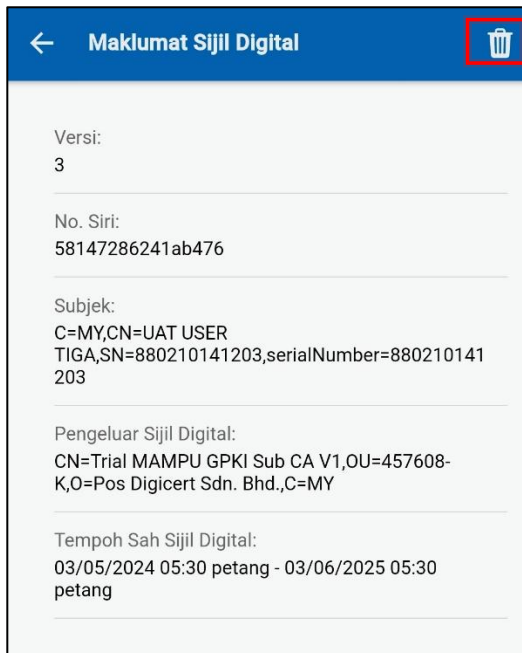 Maklumat Sijil Digital
Versi:
3
No. Siri:
58147286241ab476
Subjek:
C=MY,CN=UAT USER
TIGA,SN=880210141203,serialNumber=880210141
203
Pengeluar Sijil Digital:
CN=Trial MAMPU GPKI Sub CA V1,OU=457608-
K,O=Pos Digicert Sdn. Bhd.,C=MY
Tempoh Sah Sijil Digital:
03/05/2024 05:30 petang - 03/06/2025 05:30
petang